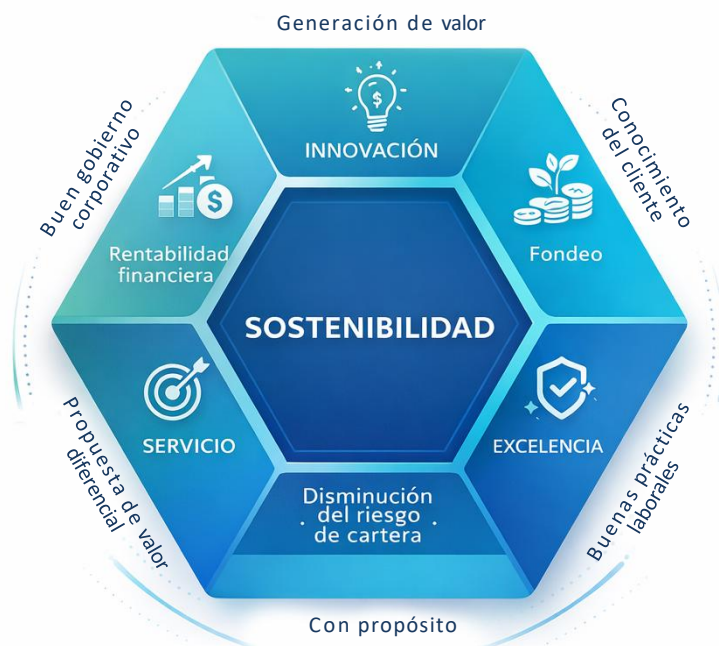 Generación de valor
Buen gobierno
corporativo
Conocimiento
del cliente
INNOVACIÓN
$
$
Rentabilidad
financiera
Fondeo
SOSTENIBILIDAD
SERVICIO
EXCELENCIA
Propuesta de valor
diferencial
Disminución
del riesgo
de cartera
Buenas prácticas
laborales
Con propósito